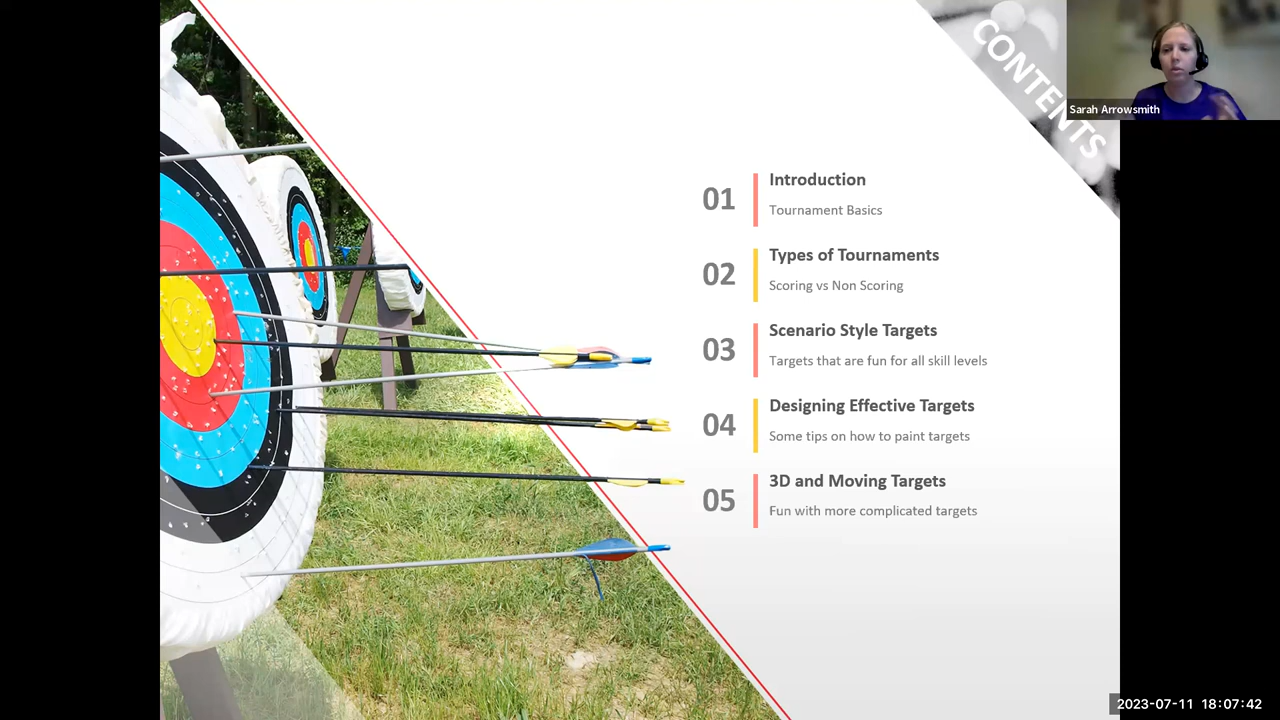 CONTENTS
Sarah Arrowsmith
01
Introduction
Tournament Basics
02
Types of Tournaments
Scoring vs Non Scoring
03
Scenario Style Targets
Targets that are fun for all skill levels
04
Designing Effective Targets
Some tips on how to paint targets
05
3D and Moving Targets
Fun with more complicated targets
2023-07-11 18:07:42